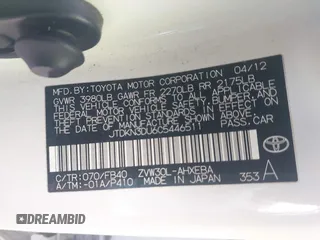 MFD.BY:TOYOTA MOTOR CORPORATION 04/12
GVWR 3980LB GAWR FR 2270LB RR 2175LB
THIS VEHICLE CONFORMS TO ALL APPLICABLE
FEDERAL MOTOR VEHICLE SAFETY, BUMPER, AND
THEFT PREVENTION STANDARDS IN EFFECT ON
THE DATE OF MANUFACTURE SHOWN ABOVE.
JTDKN3DU6C5446511 PASS.CAR
C/TR:070/FB40 ZVW30L-AHXEBA
A/TM:-01A/P410 MADE IN JAPAN 353 A
TOYOTA
DREAMBID